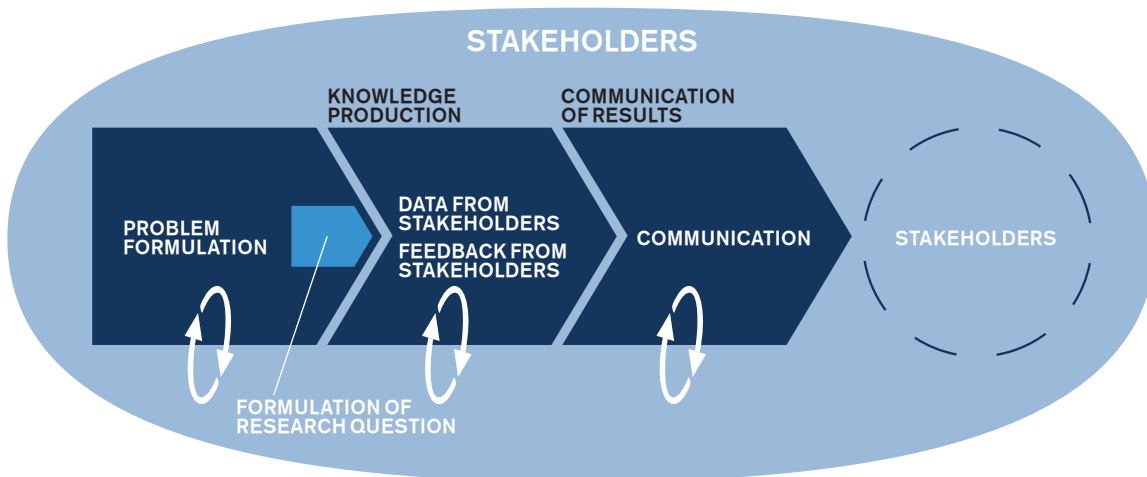 STAKEHOLDERS
KNOWLEDGE
PRODUCTION
COMMUNICATION
OF RESULTS
PROBLEM
FORMULATION
DATA FROM
STAKEHOLDERS
FEEDBACK FROM
STAKEHOLDERS
COMMUNICATION
STAKEHOLDERS
FORMULATION OF
RESEARCH QUESTION